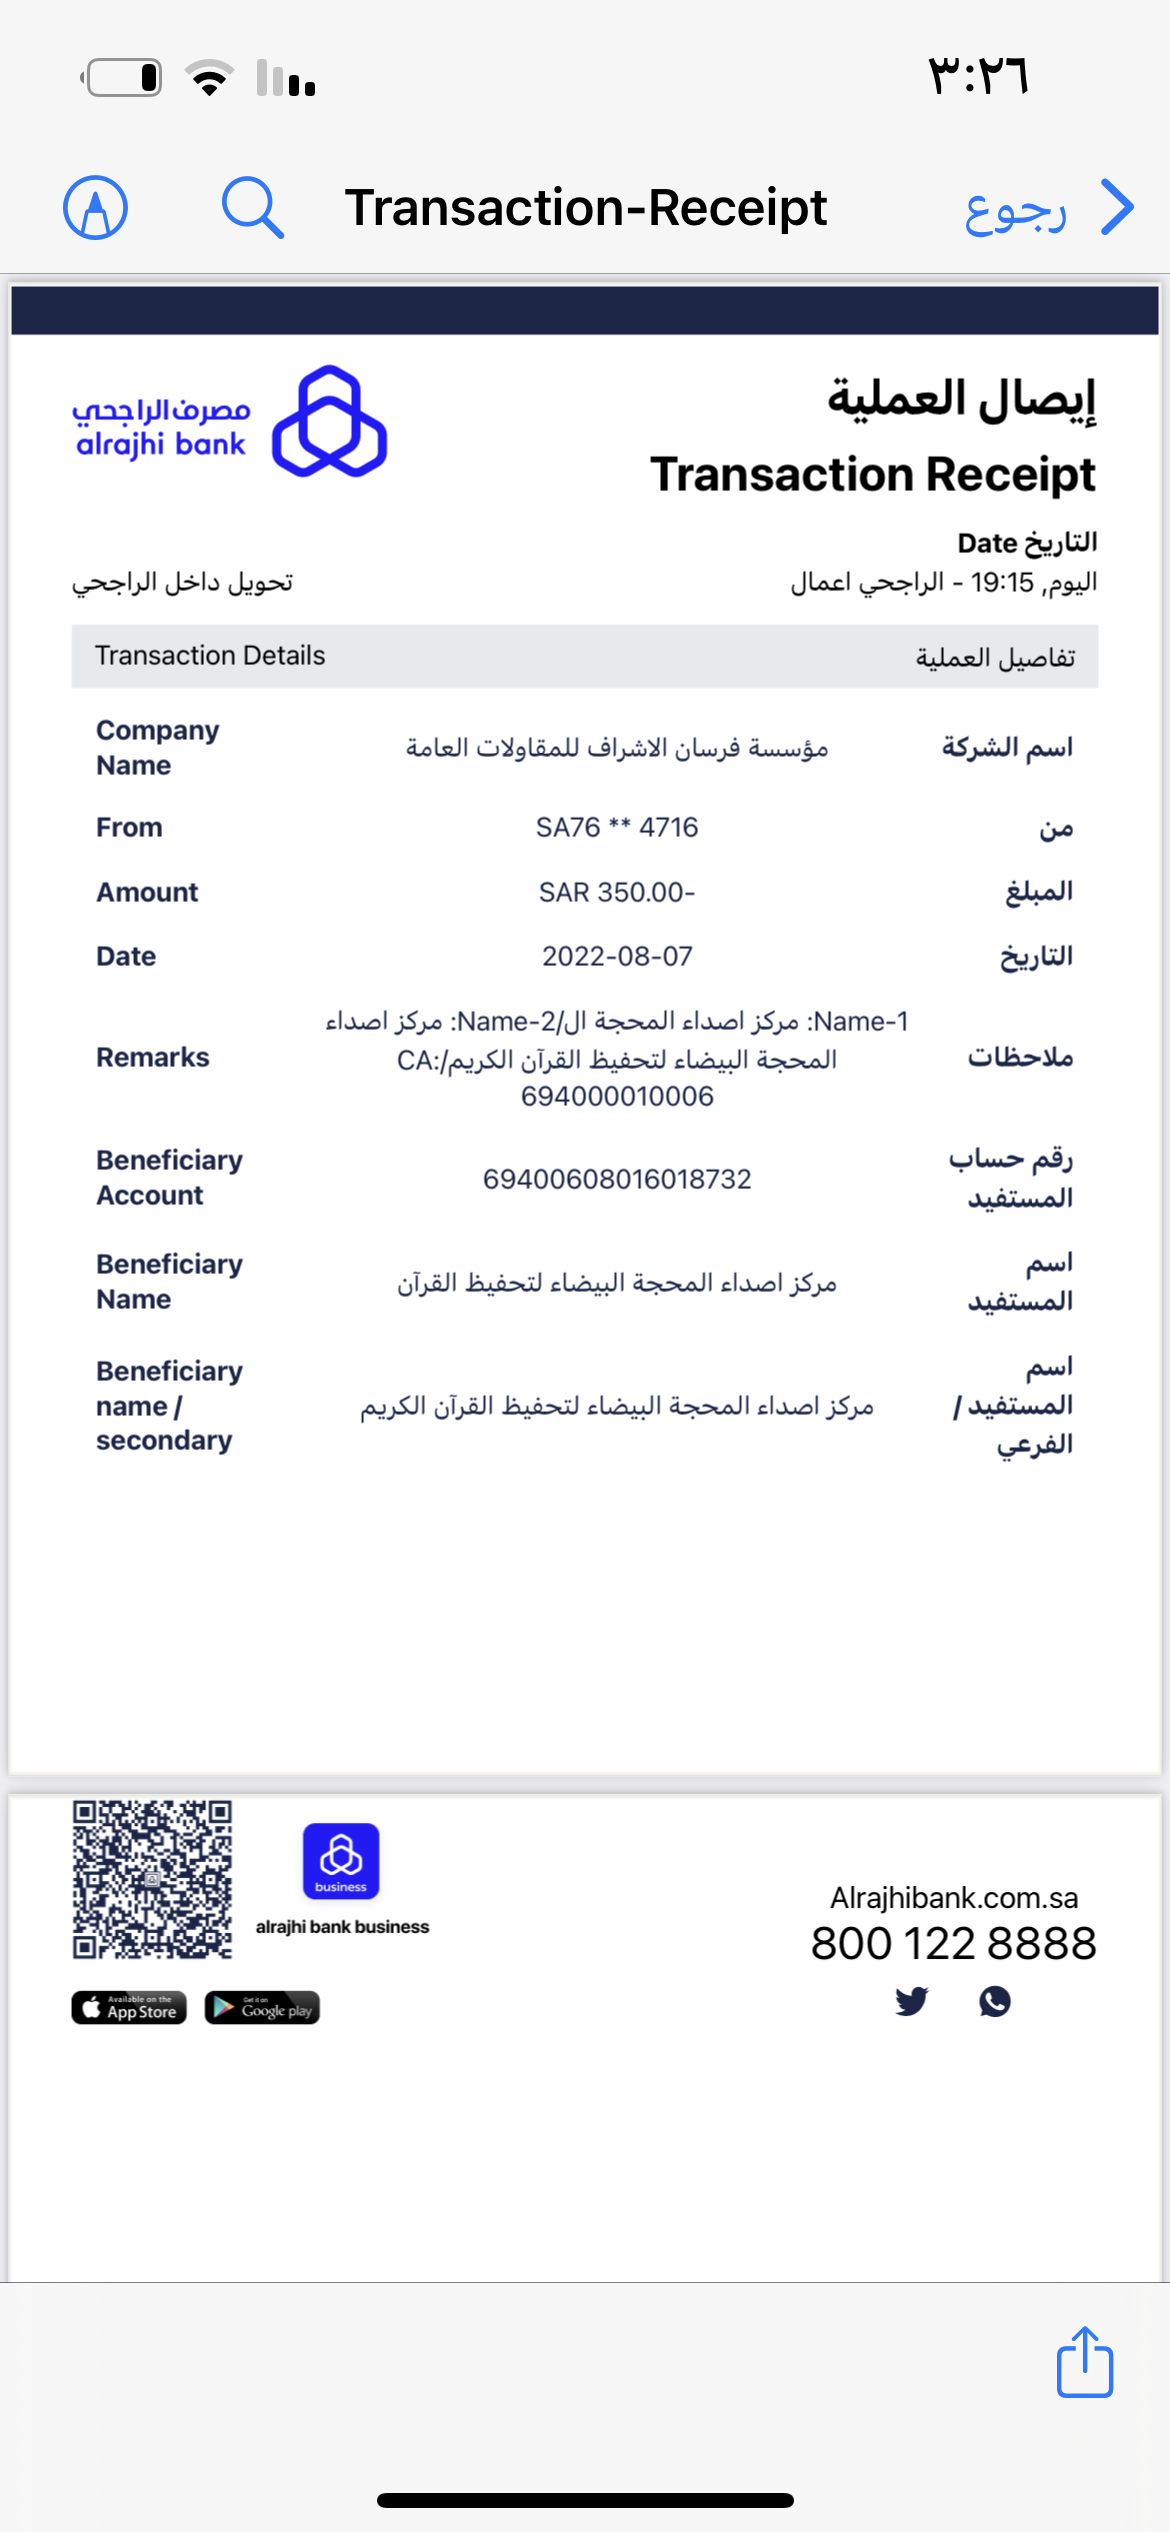 ٣:٢٦
رجوع
Transaction-Receipt
إيصال العملية
Transaction Receipt
مصرف الراجحي
alrajhi bank
التاريخ Date
اليوم, 19:15 - الراجحي اعمال
تحويل داخل الراجحي
تفاصيل العملية
Transaction Details
اسم الشركة
مؤسسة فرسان الاشراف للمقاولات العامة
Company
Name
من
SA76 ** 4716
From
المبلغ
SAR 350.00-
Amount
التاريخ
2022-08-07
Date
ملاحظات
Name-1: مركز اصداء المحجة ال/Name-2: مركز اصداء
المحجة البيضاء لتحفيظ القرآن الكريم/:CA
694000010006
Remarks
رقم حساب
المستفيد
69400608016018732
Beneficiary
Account
اسم
المستفيد
مركز اصداء المحجة البيضاء لتحفيظ القرآن
Beneficiary
Name
اسم
المستفيد /
الفرعي
مركز اصداء المحجة البيضاء لتحفيظ القرآن الكريم
Beneficiary
name /
secondary
business
alrajhi bank business
Available on the
App Store
Get it on
Google play
Alrajhibank.com.sa
800 122 8888